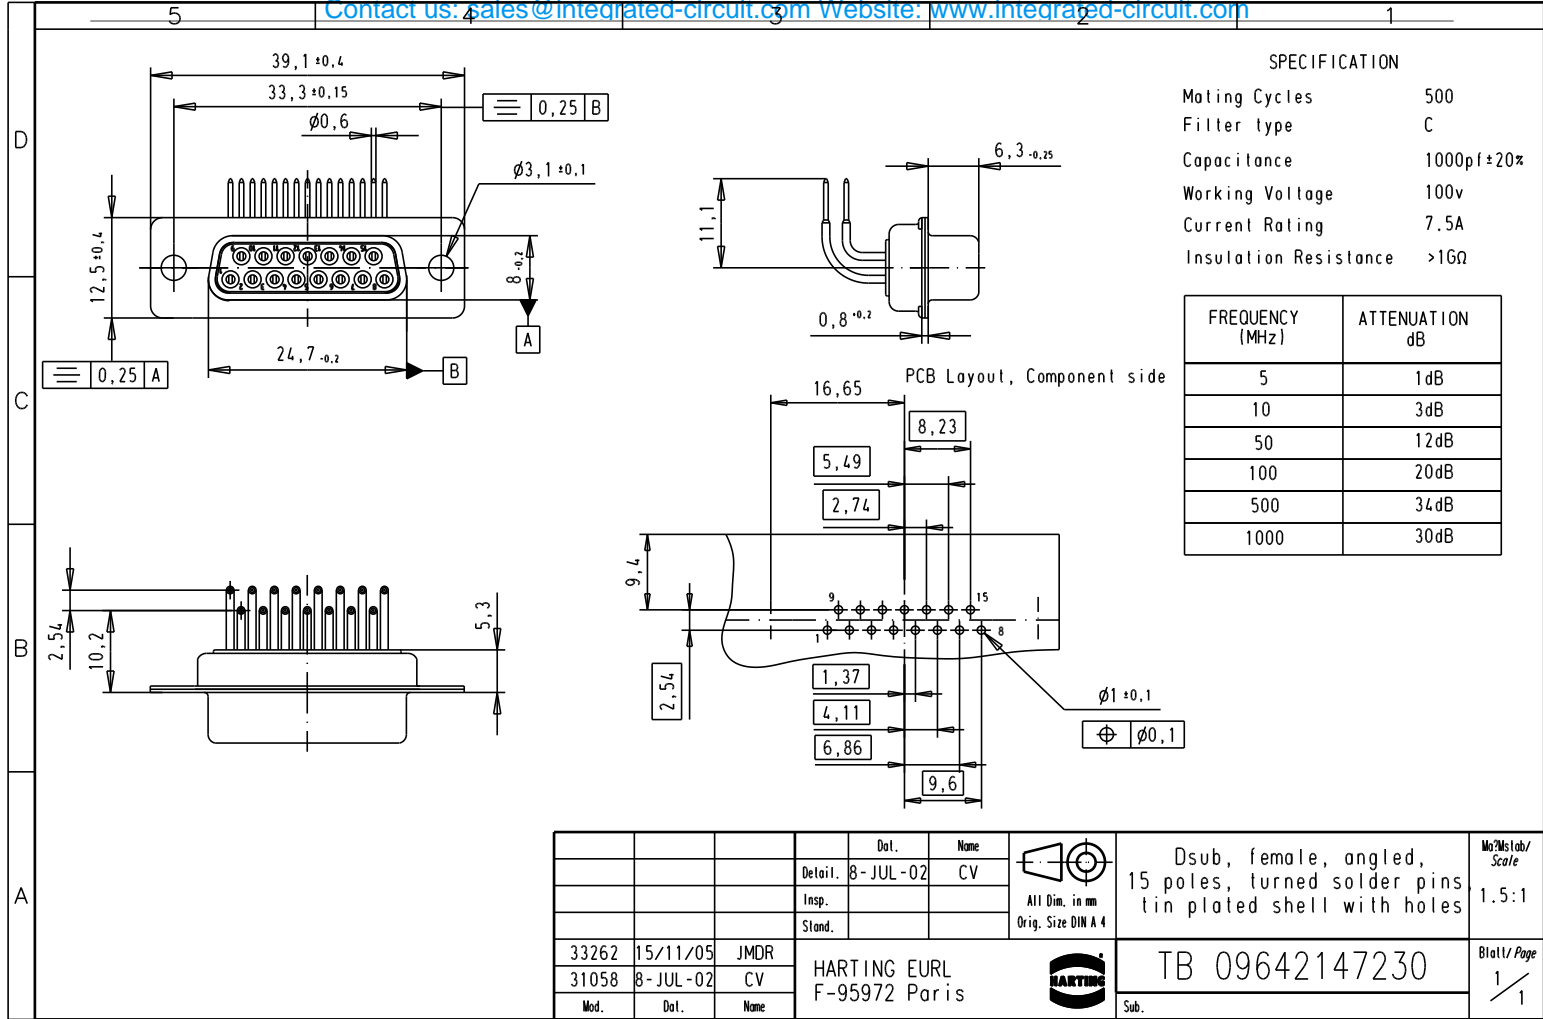 Contact us: sales@integrated-circuit.com Website: www.integrated-circuit.com
5 4 3 2 1
D
C
B
A
39,1 ±0,4
33,3 ±0,15
0,25 B
Ø0,6
Ø3,1 ±0,1
12,5 ±0,4
8 -0,2
A
24,7 -0,2
B
0,25 A
6,3 -0,25
11,1
0,8 +0,2
SPECIFICATION
Mating Cycles 500
Filter type C
Capacitance 1000pf±20%
Working Voltage 100v
Current Rating 7.5A
Insulation Resistance >1GΩ
FREQUENCY (MHz) ATTENUATION dB
5 1dB
10 3dB
50 12dB
100 20dB
500 34dB
1000 30dB
PCB Layout, Component side
16,65
8,23
5,49
2,74
9,4
9 15
1 8
2,54
1,37
4,11
6,86
9,6
Ø1 ±0,1
Ø0,1
2,54
10,2
5,3
Dat. Name
Detail. 8-JUL-02 CV
Insp.
Stand.
33262 15/11/05 JMDR
31058 8-JUL-02 CV
Mod. Dat. Name
All Dim. in mm
Orig. Size DIN A 4
HARTING EURL
F-95972 Paris
HARTING
Dsub, female, angled,
15 poles, turned solder pins,
tin plated shell with holes
TB 09642147230
Sub.
Ma?Mstab/
Scale
1.5:1
Blatt/Page
1/1